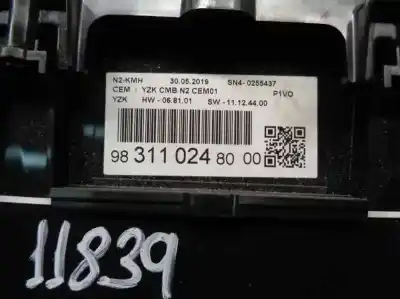 N2-KMH 30.05.2019 SN4-0255437
CEM : YZK CMB N2 CEM01 P1VO
YZK HW - 06.81.01 SW - 11.12.44.00
98 311 024 80 00
11839